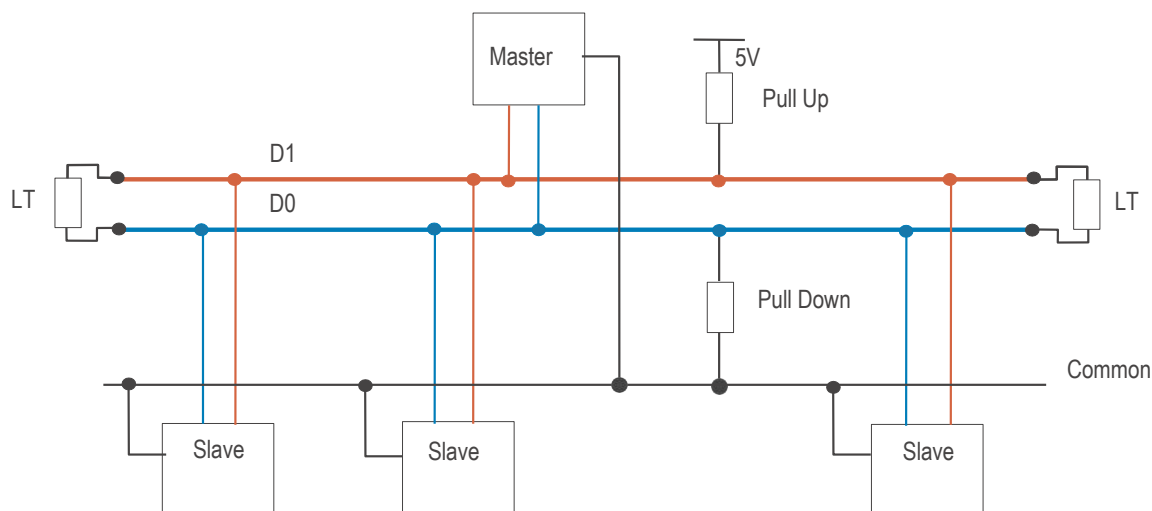 Master
5V
Pull Up
D1
LT
D0
LT
Pull Down
Common
Slave
Slave
Slave